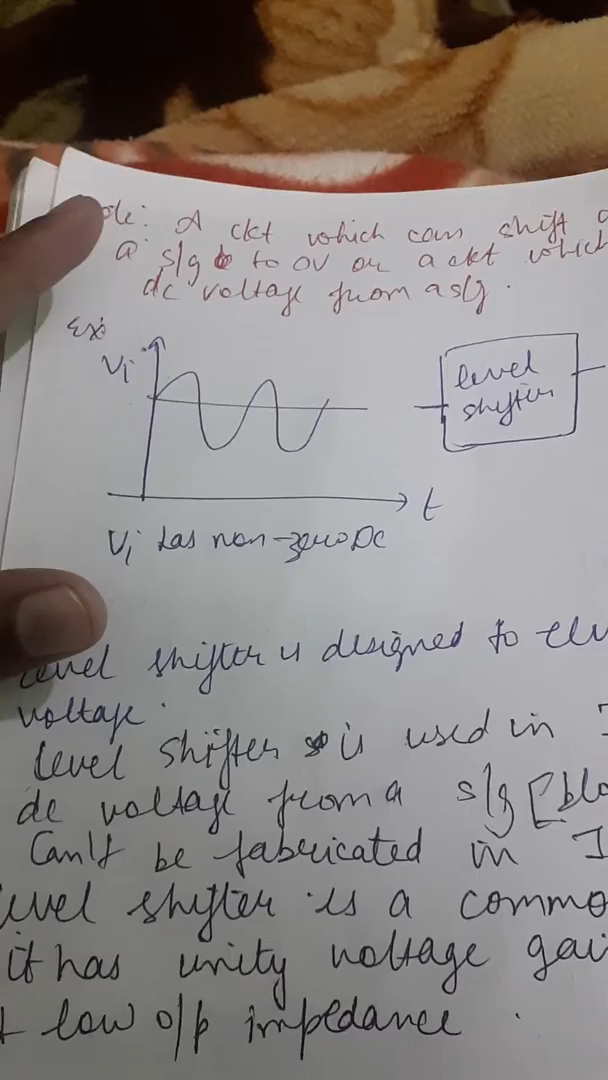 A ckt which can shift
a s/g to 0V or a ckt which
dc voltage from a s/g.
Ex:
Vi
level
shifter
t
Vi has non-zero DC
level shifter is designed to
voltage.
level shifter is used in I
dc voltage from a s/g [blo
Can't be fabricated in I
level shifter is a commo
it has unity voltage gai
low o/p impedance.